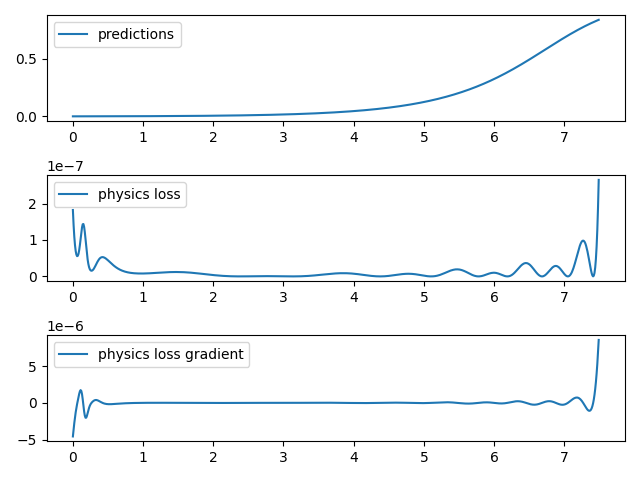 predictions
0.5
0.0
0 1 2 3 4 5 6 7
1e−7
physics loss
2
1
0
0 1 2 3 4 5 6 7
1e−6
physics loss gradient
5
0
−5
0 1 2 3 4 5 6 7